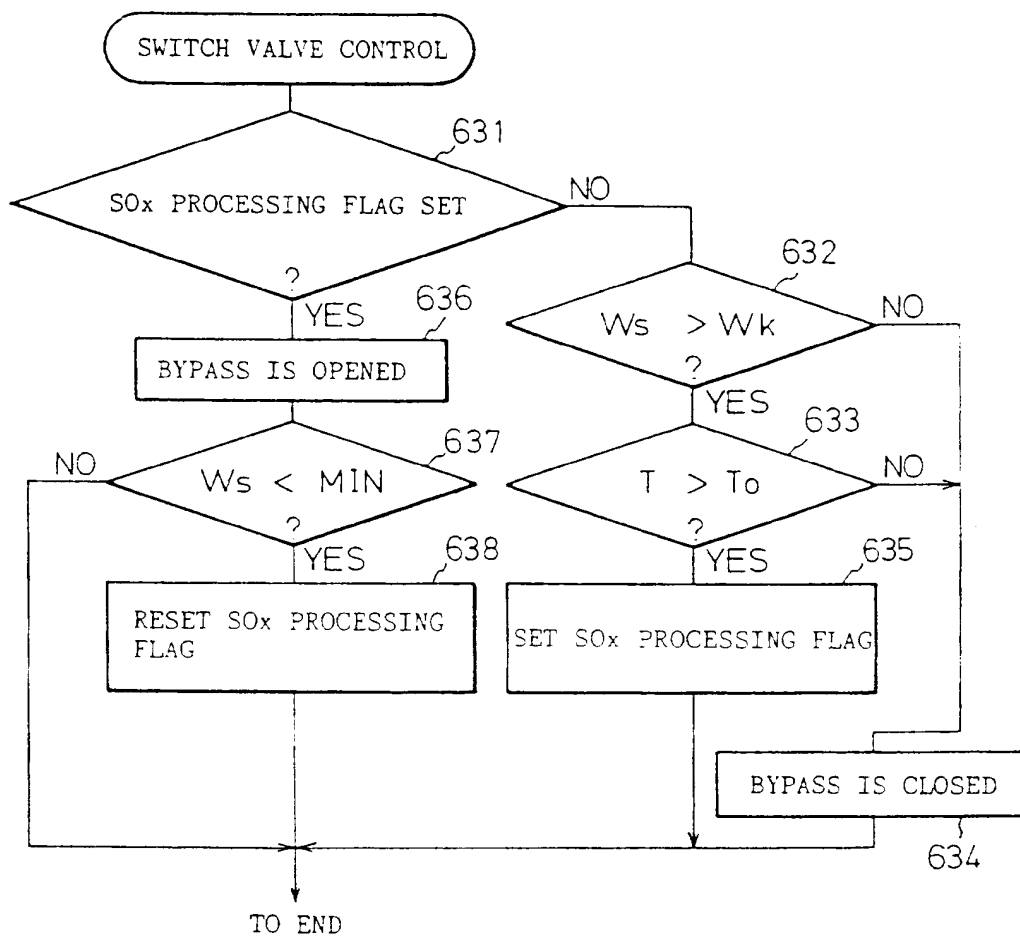 SWITCH VALVE CONTROL
631
SOx PROCESSING FLAG SET
?
NO
YES
632
Ws > Wk
?
NO
YES
636
BYPASS IS OPENED
637
Ws < MIN
?
NO
YES
633
T > To
?
NO
YES
638
RESET SOx PROCESSING
FLAG
635
SET SOx PROCESSING FLAG
BYPASS IS CLOSED
634
TO END